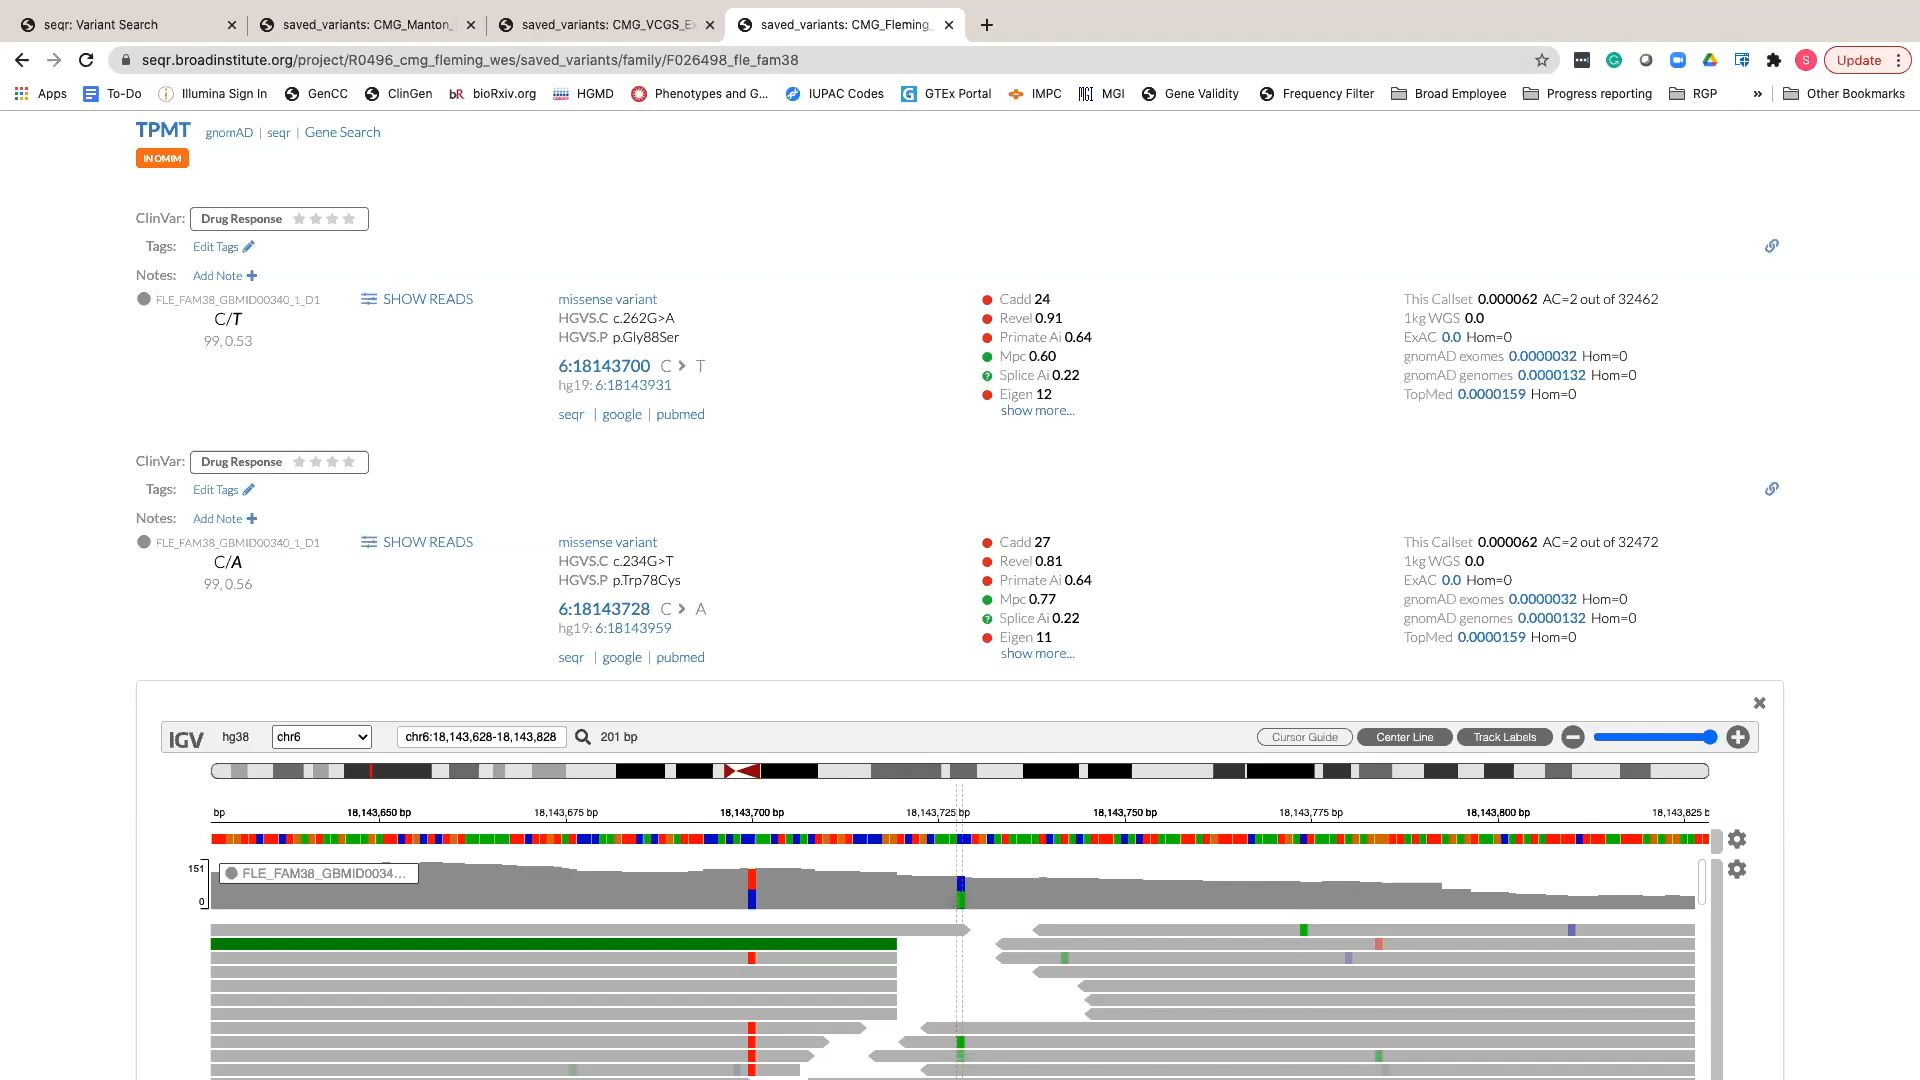 seqr: Variant Search
saved_variants: CMG_Manton_
saved_variants: CMG_VCGS_Ex
saved_variants: CMG_Fleming_
seqr.broadinstitute.org/project/R0496_cmg_fleming_wes/saved_variants/family/F026498_fle_fam38
S
Update
Apps To-Do Illumina Sign In GenCC ClinGen bR bioRxiv.org HGMD Phenotypes and G... IUPAC Codes GTEx Portal IMPC MGI Gene Validity Frequency Filter Broad Employee Progress reporting RGP » Other Bookmarks
TPMT gnomAD | seqr | Gene Search
IN OMIM
ClinVar: Drug Response
Tags: Edit Tags
Notes: Add Note
FLE_FAM38_GBMID00340_1_D1
C/T
99, 0.53
SHOW READS
missense variant
HGVS.C c.262G>A
HGVS.P p.Gly88Ser
6:18143700 C > T
hg19: 6:18143931
seqr | google | pubmed
Cadd 24
Revel 0.91
Primate Ai 0.64
Mpc 0.60
Splice Ai 0.22
Eigen 12
show more...
This Callset 0.000062 AC=2 out of 32462
1kg WGS 0.0
ExAC 0.0 Hom=0
gnomAD exomes 0.0000032 Hom=0
gnomAD genomes 0.0000132 Hom=0
TopMed 0.0000159 Hom=0
ClinVar: Drug Response
Tags: Edit Tags
Notes: Add Note
FLE_FAM38_GBMID00340_1_D1
C/A
99, 0.56
SHOW READS
missense variant
HGVS.C c.234G>T
HGVS.P p.Trp78Cys
6:18143728 C > A
hg19: 6:18143959
seqr | google | pubmed
Cadd 27
Revel 0.81
Primate Ai 0.64
Mpc 0.77
Splice Ai 0.22
Eigen 11
show more...
This Callset 0.000062 AC=2 out of 32472
1kg WGS 0.0
ExAC 0.0 Hom=0
gnomAD exomes 0.0000032 Hom=0
gnomAD genomes 0.0000132 Hom=0
TopMed 0.0000159 Hom=0
IGV hg38 chr6 chr6:18,143,628-18,143,828 201 bp Cursor Guide Center Line Track Labels
bp 18,143,650 bp 18,143,675 bp 18,143,700 bp 18,143,725 bp 18,143,750 bp 18,143,775 bp 18,143,800 bp 18,143,825 b
151
FLE_FAM38_GBMID0034...
0